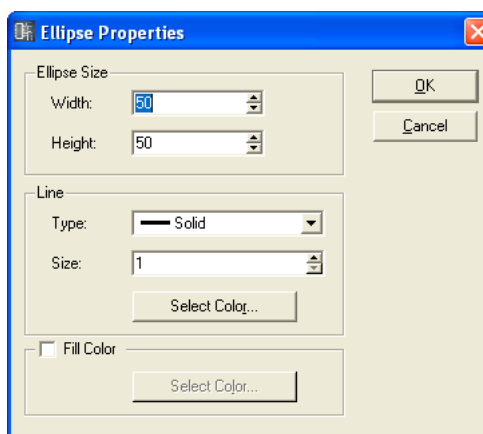 Ellipse Properties
Ellipse Size
Width: 50
Height: 50
OK
Cancel
Line
Type: Solid
Size: 1
Select Color...
Fill Color
Select Color...